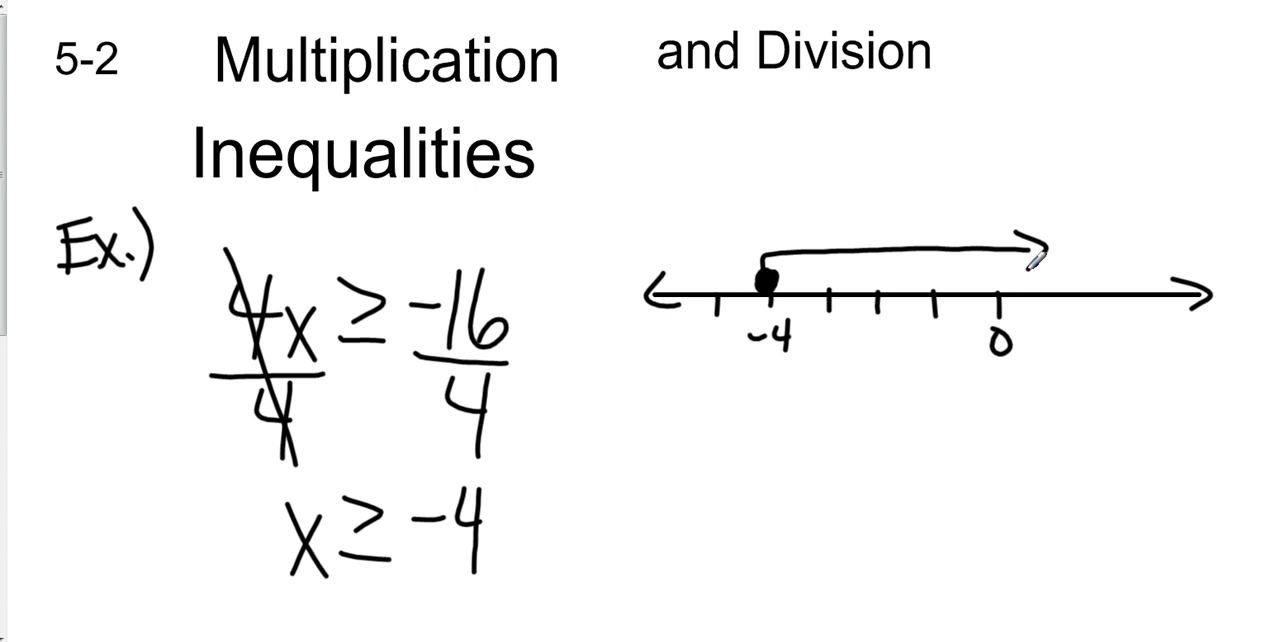 5-2 Multiplication and Division
Inequalities
Ex.)
4x ≥ -16
4 4
x ≥ -4
-4 0